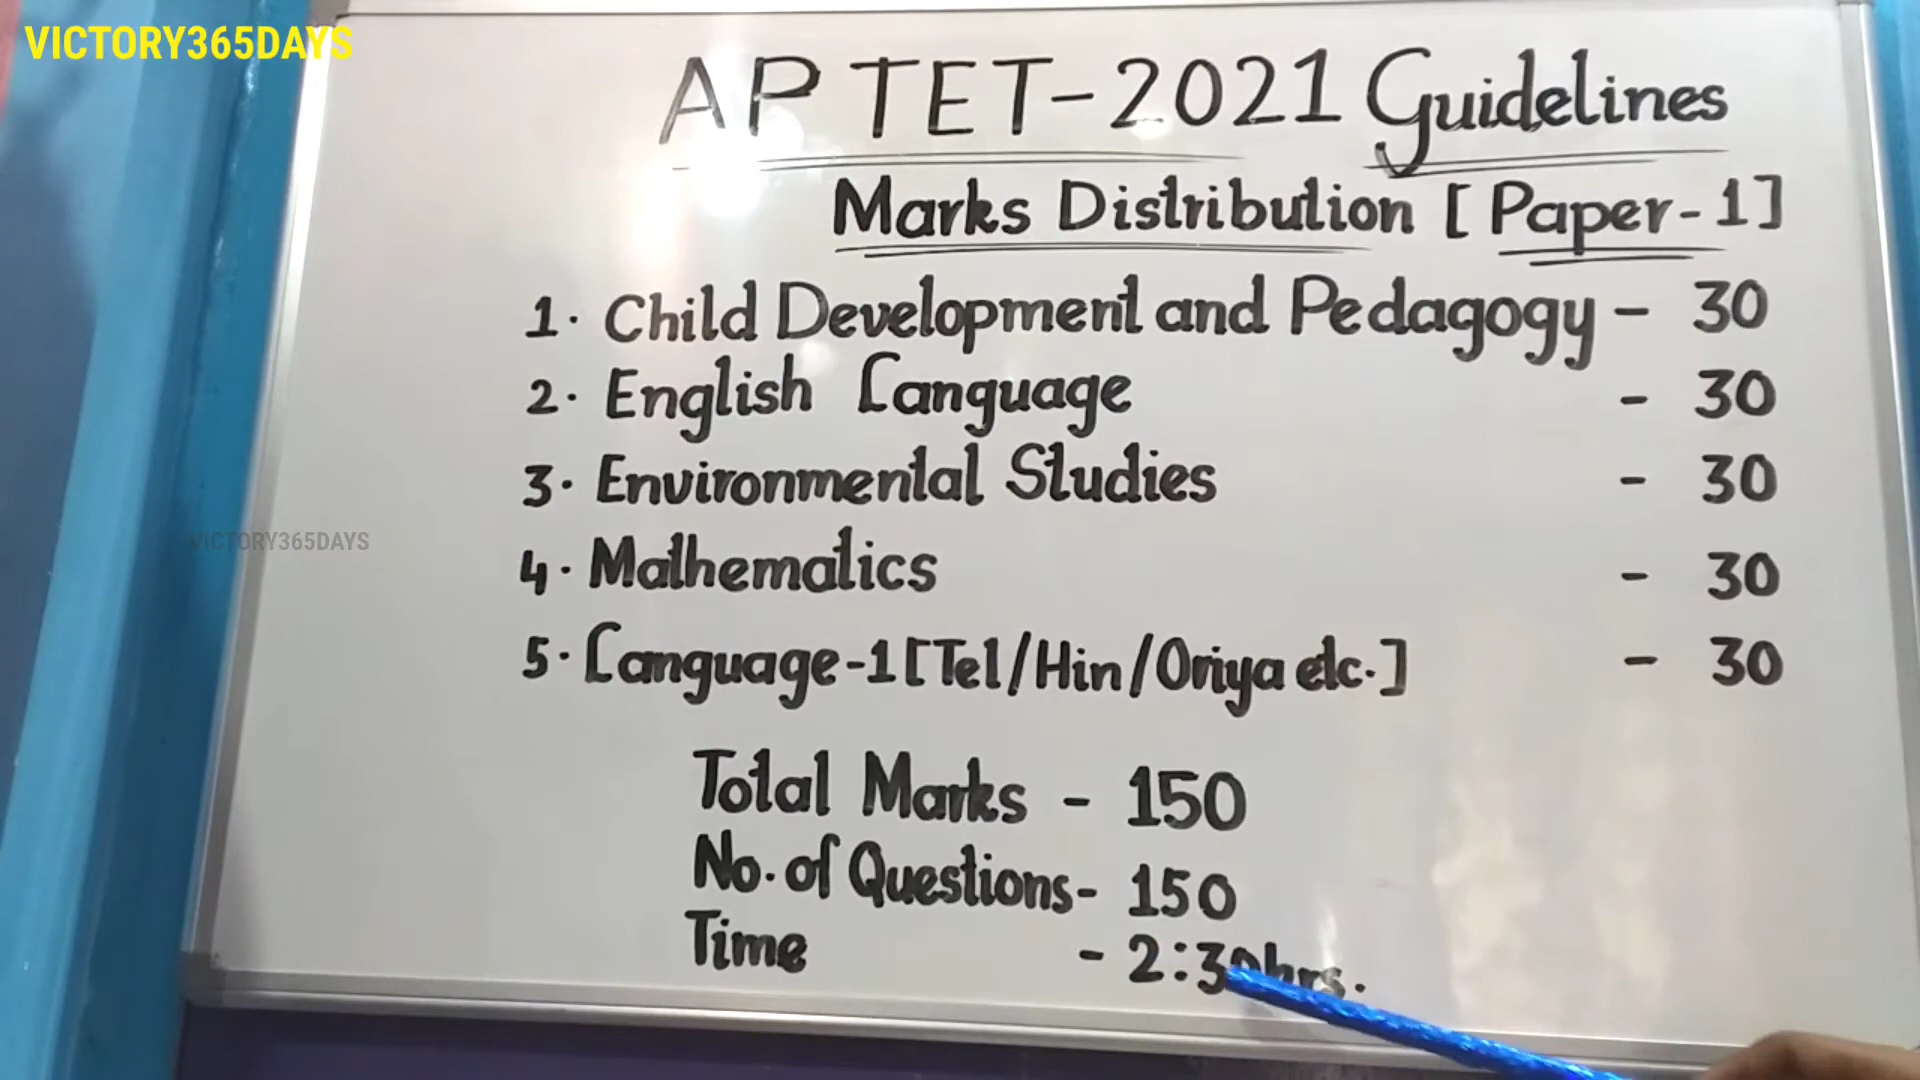 VICTORY365DAYS
AP TET-2021 Guidelines
Marks Distribution [Paper-1]
1. Child Development and Pedagogy - 30
2. English Language - 30
3. Environmental Studies - 30
VICTORY365DAYS
4. Mathematics - 30
5. Language-1 [Tel/Hin/Oriya etc.] - 30
Total Marks - 150
No. of Questions - 150
Time - 2:30hrs.